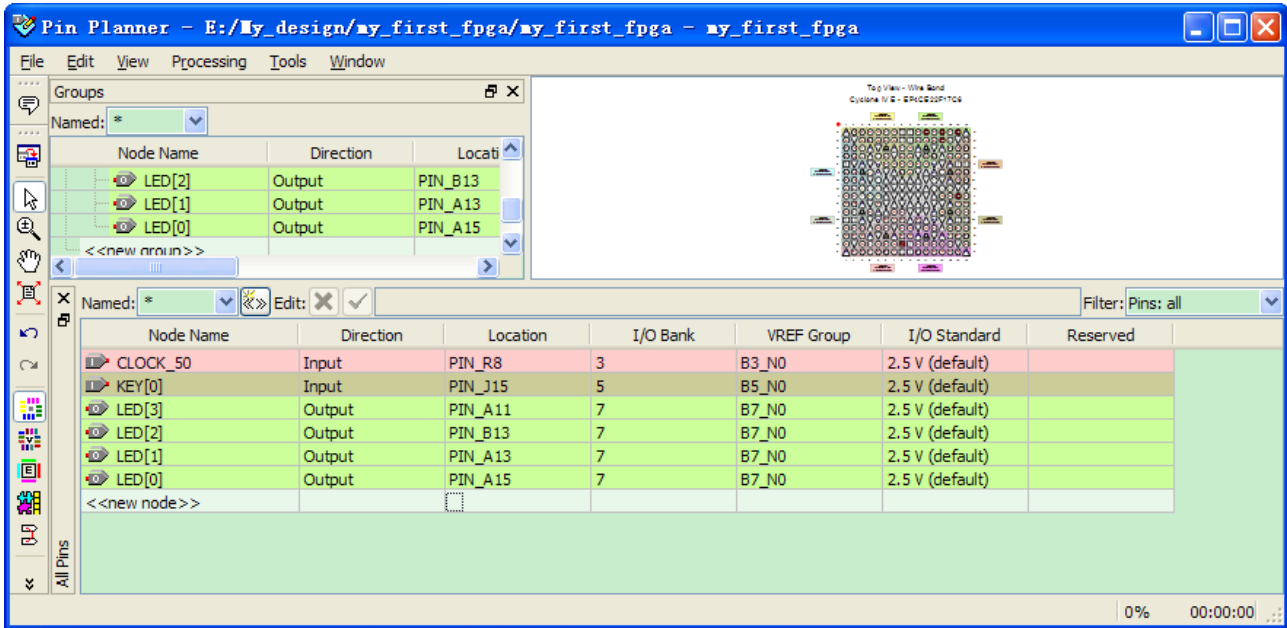 Pin Planner - E:/My_design/my_first_fpga/my_first_fpga - my_first_fpga
File Edit View Processing Tools Window
Groups
Named: *
Node Name Direction Locati
LED[2] Output PIN_B13
LED[1] Output PIN_A13
LED[0] Output PIN_A15
<<new group>>
Top View - Wire Bond
Cyclone IV E - EP4CE22F17C6
Named: * Edit: Filter: Pins: all
Node Name Direction Location I/O Bank VREF Group I/O Standard Reserved
CLOCK_50 Input PIN_R8 3 B3_N0 2.5 V (default)
KEY[0] Input PIN_J15 5 B5_N0 2.5 V (default)
LED[3] Output PIN_A11 7 B7_N0 2.5 V (default)
LED[2] Output PIN_B13 7 B7_N0 2.5 V (default)
LED[1] Output PIN_A13 7 B7_N0 2.5 V (default)
LED[0] Output PIN_A15 7 B7_N0 2.5 V (default)
<<new node>>
All Pins
0% 00:00:00